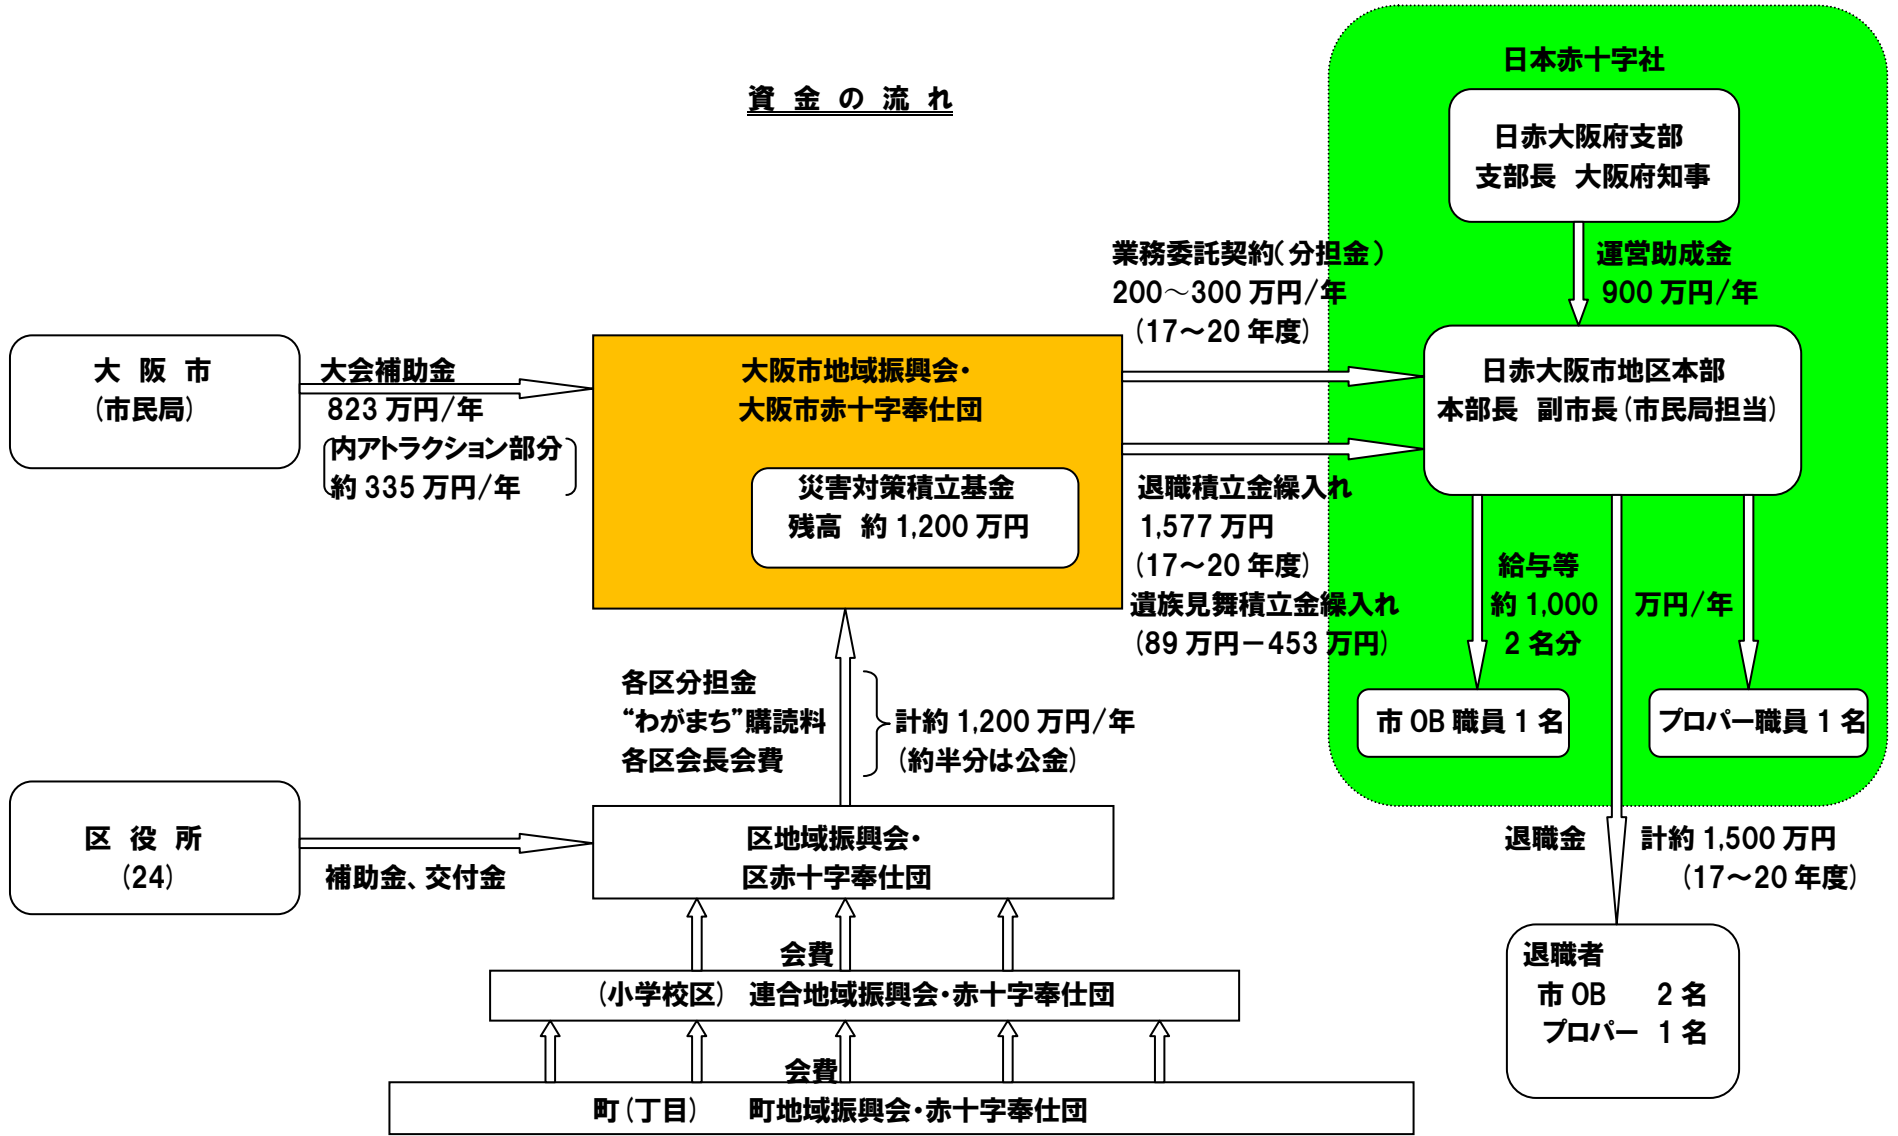 資金の流れ
日本赤十字社
日赤大阪府支部
支部長 大阪府知事
運営助成金
900万円/年
業務委託契約(分担金)
200～300万円/年
(17～20年度)
大阪市
(市民局)
大会補助金
823万円/年
内アトラクション部分
約335万円/年
大阪市地域振興会・
大阪市赤十字奉仕団
災害対策積立基金
残高 約1,200万円
日赤大阪市地区本部
本部長 副市長(市民局担当)
退職積立金繰入れ
1,577万円
(17～20年度)
遺族見舞積立金繰入れ
(89万円－453万円)
給与等
約1,000 万円/年
2名分
市OB職員1名
プロパー職員1名
各区分担金
“わがまち”購読料
各区会長会費
計約1,200万円/年
(約半分は公金)
区役所
(24)
補助金、交付金
区地域振興会・
区赤十字奉仕団
退職金 計約1,500万円
(17～20年度)
会費
(小学校区) 連合地域振興会・赤十字奉仕団
会費
町(丁目) 町地域振興会・赤十字奉仕団
退職者
市OB 2名
プロパー 1名